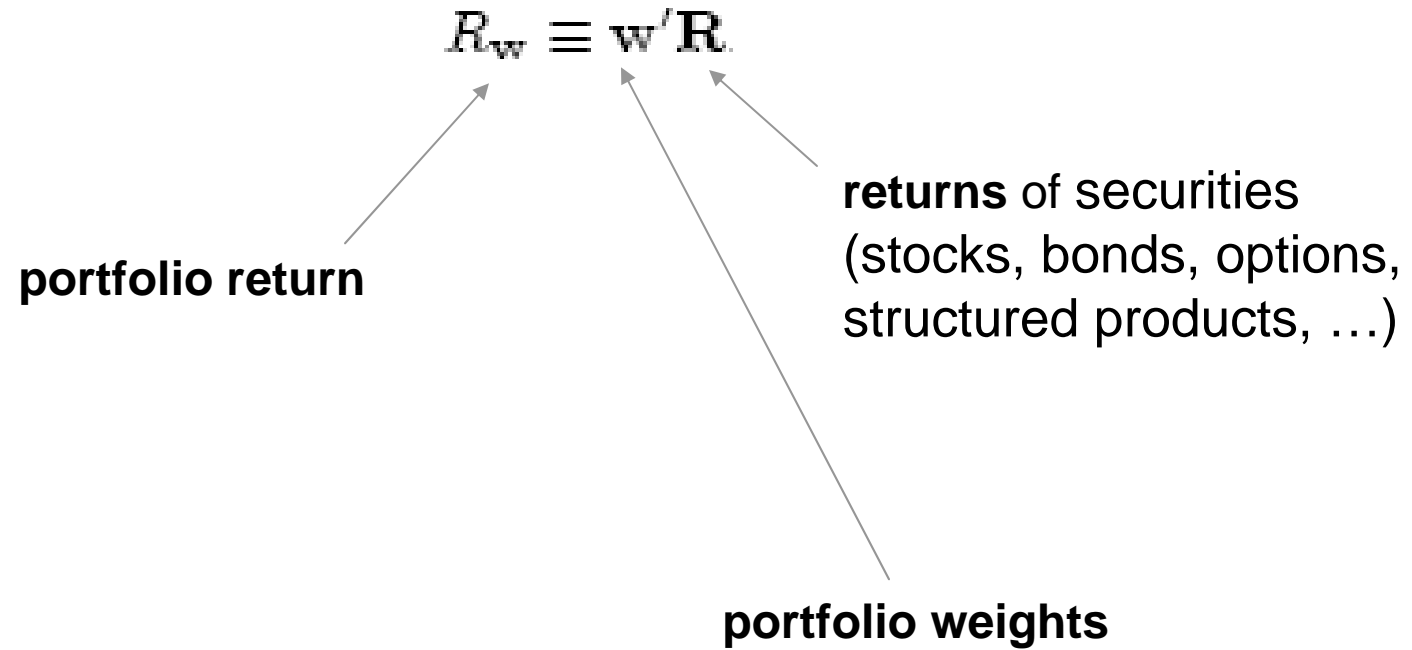 R_w ≡ w′R
returns of securities
(stocks, bonds, options,
structured products, …)
portfolio return
portfolio weights